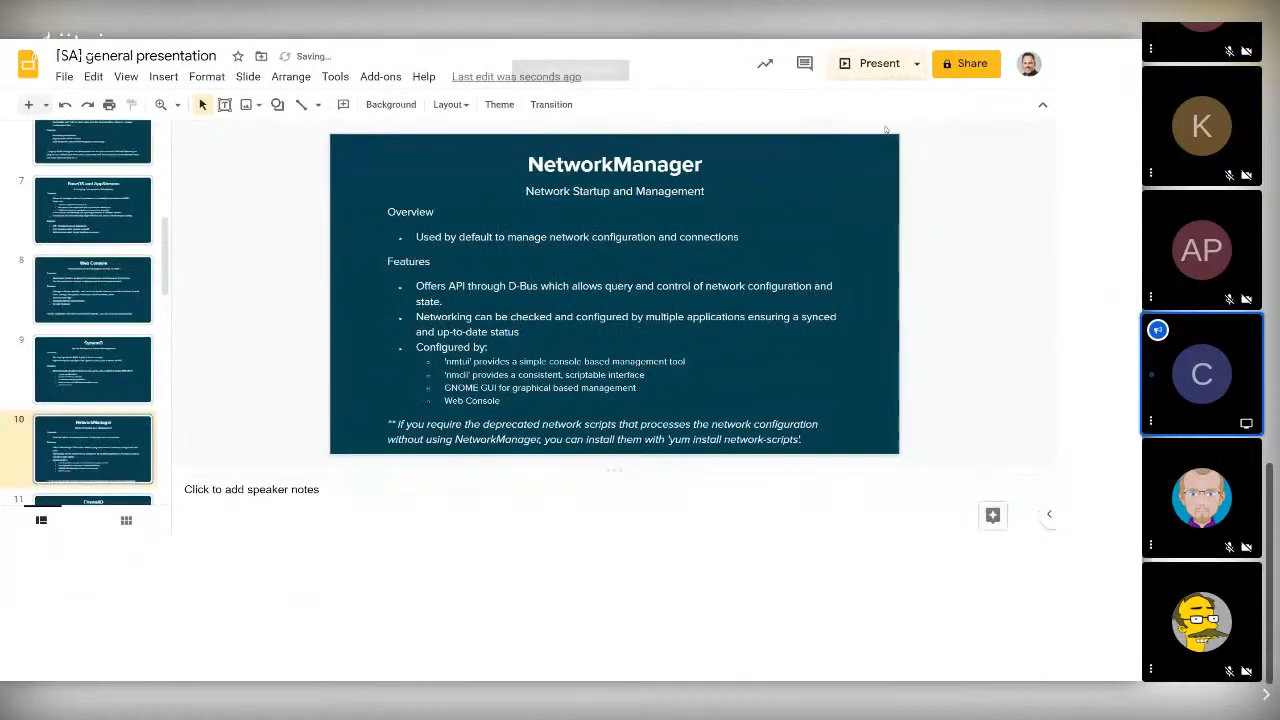 [SA] general presentation
Saving...
File Edit View Insert Format Slide Arrange Tools Add-ons Help Last edit was seconds ago
Present
Share
Background Layout Theme Transition
NetworkManager
Network Startup and Management
Overview
Used by default to manage network configuration and connections
Features
Offers API through D-Bus which allows query and control of network configuration and
state.
Networking can be checked and configured by multiple applications ensuring a synced
and up-to-date status
Configured by:
'nmtui' provides a simple console based management tool
'nmcli' provides a consistent, scriptable interface
GNOME GUI for graphical based management
Web Console
** If you require the deprecated network scripts that processes the network configuration
without using NetworkManager, you can install them with 'yum install network-scripts'.
Click to add speaker notes
7
8
Web Console
9
SystemD
10
NetworkManager
11
FirewallD
K
AP
C